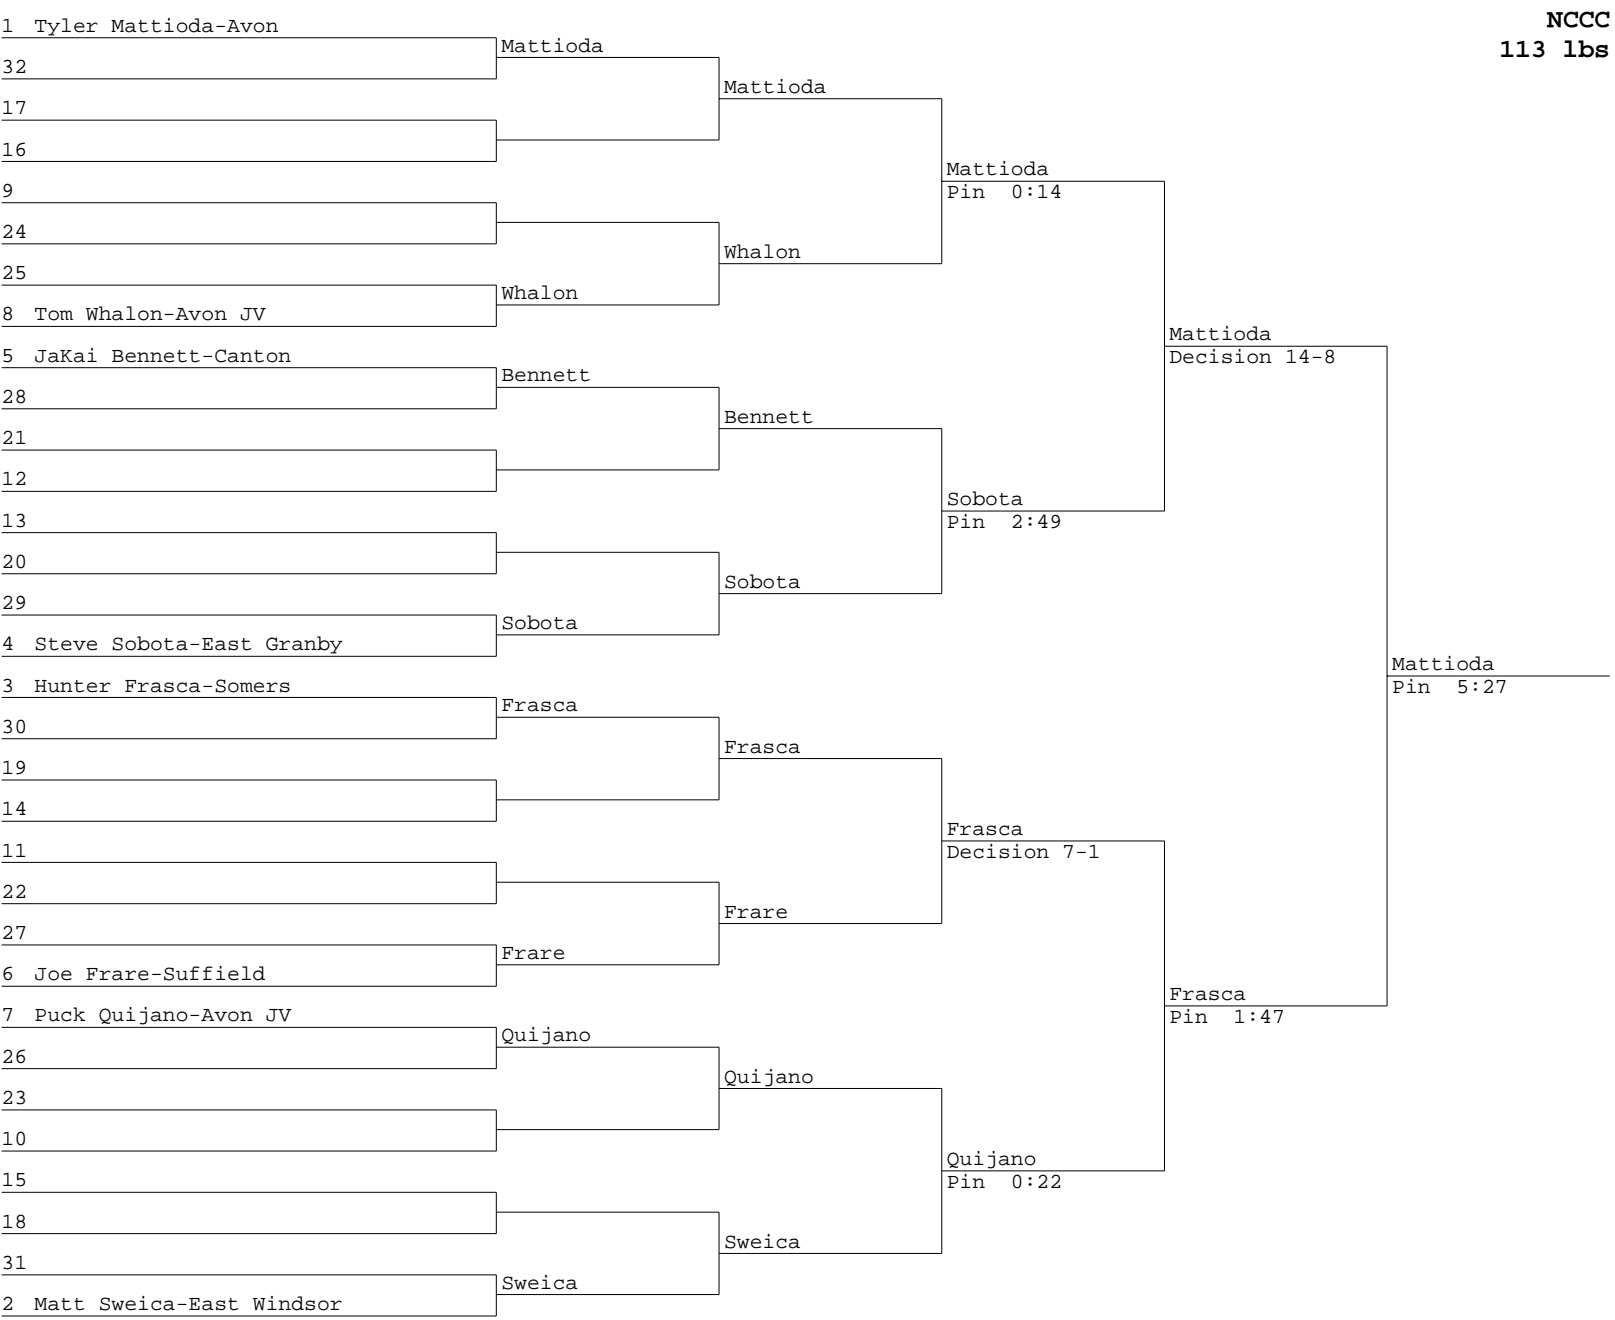 NCCC
113 lbs
1 Tyler Mattioda-Avon
32
17
16
9
24
25
8 Tom Whalon-Avon JV
5 JaKai Bennett-Canton
28
21
12
13
20
29
4 Steve Sobota-East Granby
3 Hunter Frasca-Somers
30
19
14
11
22
27
6 Joe Frare-Suffield
7 Puck Quijano-Avon JV
26
23
10
15
18
31
2 Matt Sweica-East Windsor
Mattioda
Whalon
Bennett
Sobota
Frasca
Frare
Quijano
Sweica
Mattioda
Whalon
Bennett
Sobota
Frasca
Frare
Quijano
Sweica
Mattioda
Pin 0:14
Sobota
Pin 2:49
Frasca
Decision 7-1
Quijano
Pin 0:22
Mattioda
Decision 14-8
Frasca
Pin 1:47
Mattioda
Pin 5:27